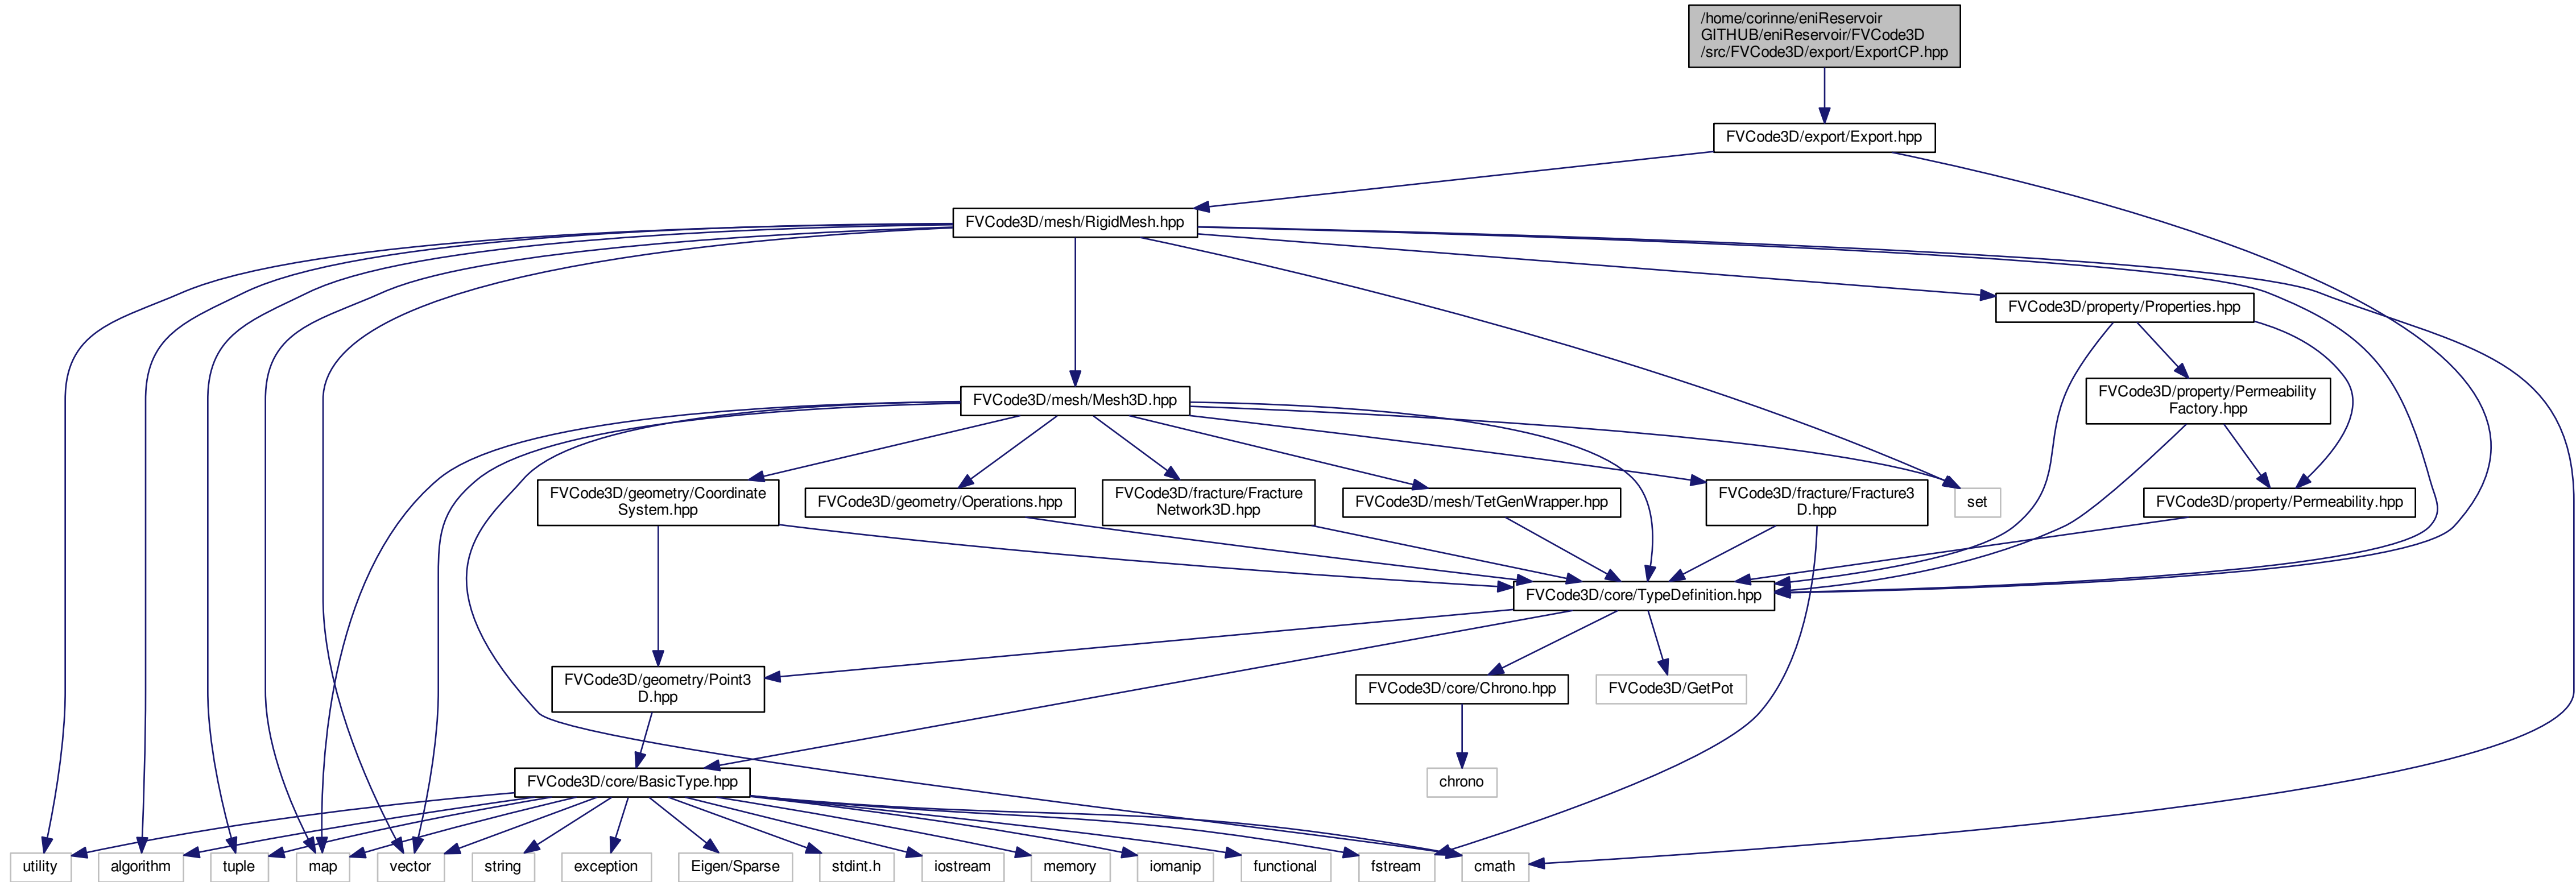 /home/corinne/eniReservoir
GITHUB/eniReservoir/FVCode3D
/src/FVCode3D/export/ExportCP.hpp
FVCode3D/export/Export.hpp
FVCode3D/mesh/RigidMesh.hpp
FVCode3D/property/Properties.hpp
FVCode3D/mesh/Mesh3D.hpp
FVCode3D/property/Permeability
Factory.hpp
FVCode3D/geometry/Coordinate
System.hpp
FVCode3D/geometry/Operations.hpp
FVCode3D/fracture/Fracture
Network3D.hpp
FVCode3D/mesh/TetGenWrapper.hpp
FVCode3D/fracture/Fracture3
D.hpp
set
FVCode3D/property/Permeability.hpp
FVCode3D/core/TypeDefinition.hpp
FVCode3D/geometry/Point3
D.hpp
FVCode3D/core/Chrono.hpp
FVCode3D/GetPot
FVCode3D/core/BasicType.hpp
chrono
utility
algorithm
tuple
map
vector
string
exception
Eigen/Sparse
stdint.h
iostream
memory
iomanip
functional
fstream
cmath